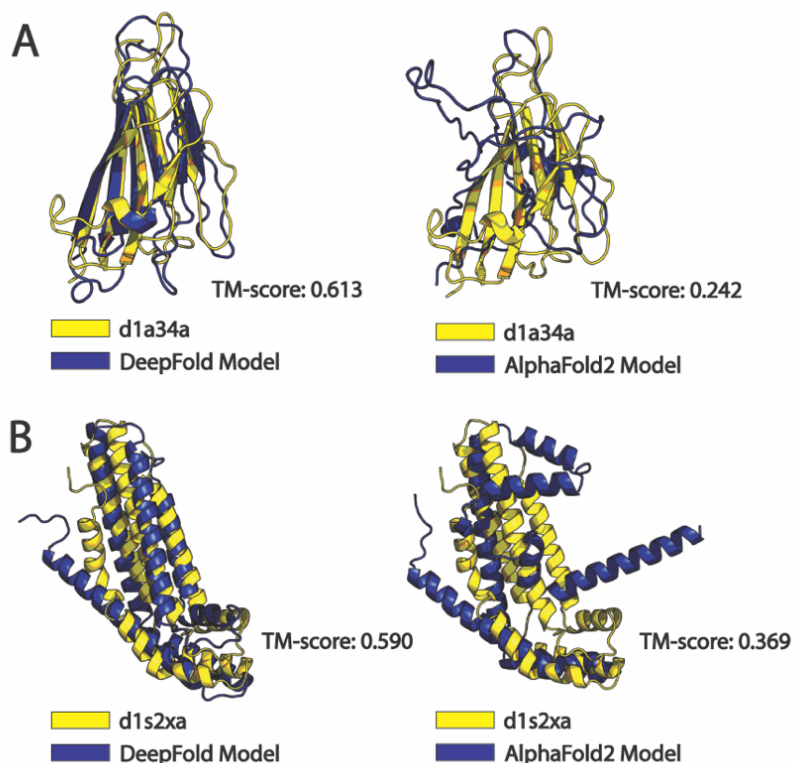 A
TM-score: 0.613
d1a34a
DeepFold Model
TM-score: 0.242
d1a34a
AlphaFold2 Model
B
TM-score: 0.590
d1s2xa
DeepFold Model
TM-score: 0.369
d1s2xa
AlphaFold2 Model